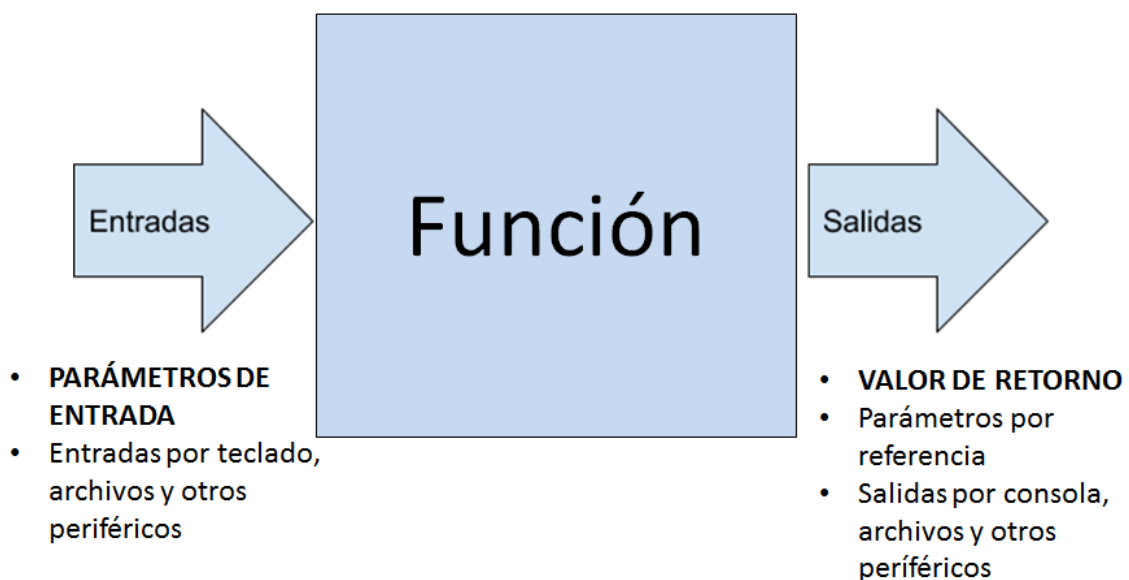 Entradas
Función
Salidas
• PARÁMETROS DE
ENTRADA
• Entradas por teclado,
archivos y otros
periféricos
• VALOR DE RETORNO
• Parámetros por
referencia
• Salidas por consola,
archivos y otros
períféricos